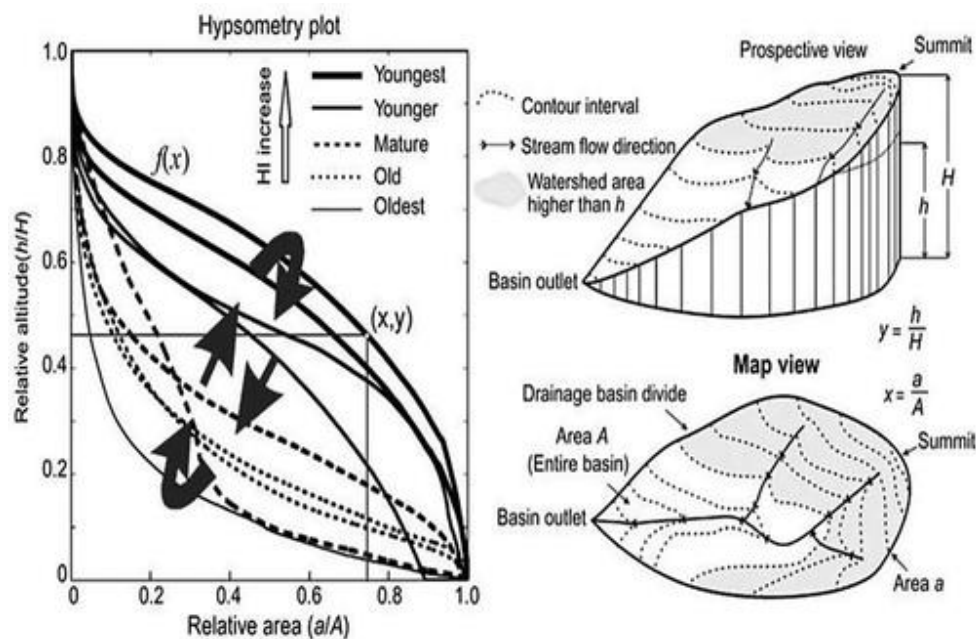 Hypsometry plot
1.0
0.8
0.6
0.4
0.2
0
Relative altitude(h/H)
HI increase
Youngest
Younger
Mature
Old
Oldest
f(x)
(x,y)
0 0.2 0.4 0.6 0.8 1.0
Relative area (a/A)
Prospective view
Summit
Contour interval
Stream flow direction
Watershed area
higher than h
H
h
Basin outlet
y = h/H
Map view
x = a/A
Drainage basin divide
Summit
Area A
(Entire basin)
Basin outlet
Area a